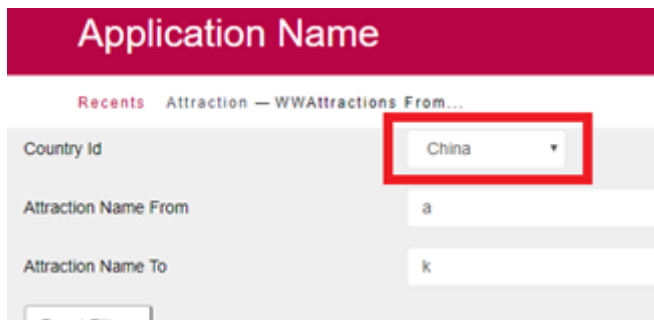 Application Name
Recents Attraction — WWAttractions From...
Country Id China
Attraction Name From a
Attraction Name To k